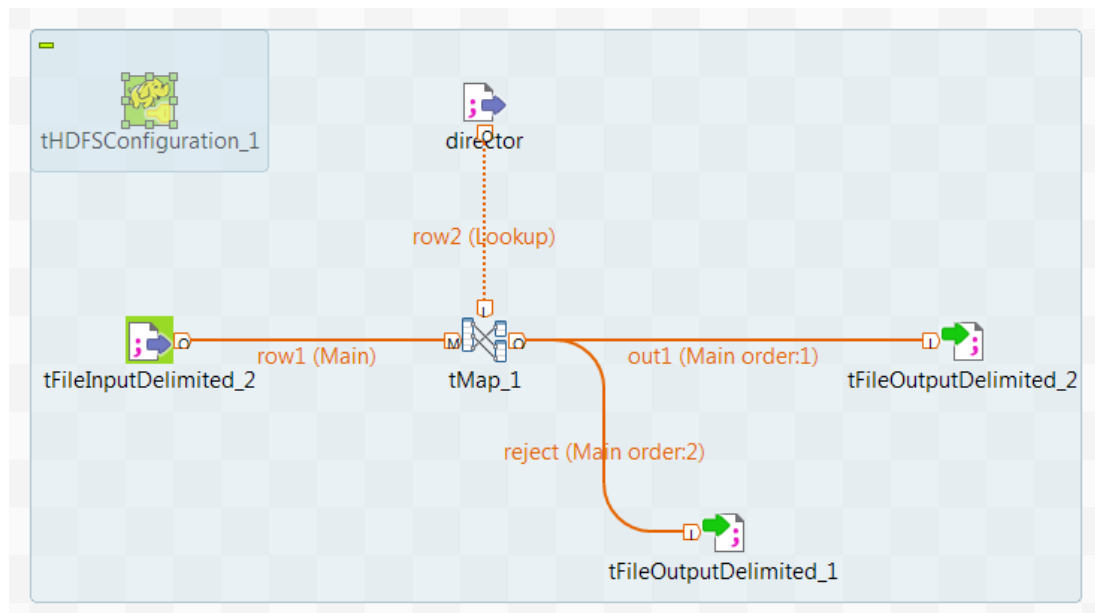 tHDFSConfiguration_1
director
row2 (Lookup)
row1 (Main)
out1 (Main order:1)
tFileInputDelimited_2
tMap_1
tFileOutputDelimited_2
reject (Main order:2)
tFileOutputDelimited_1